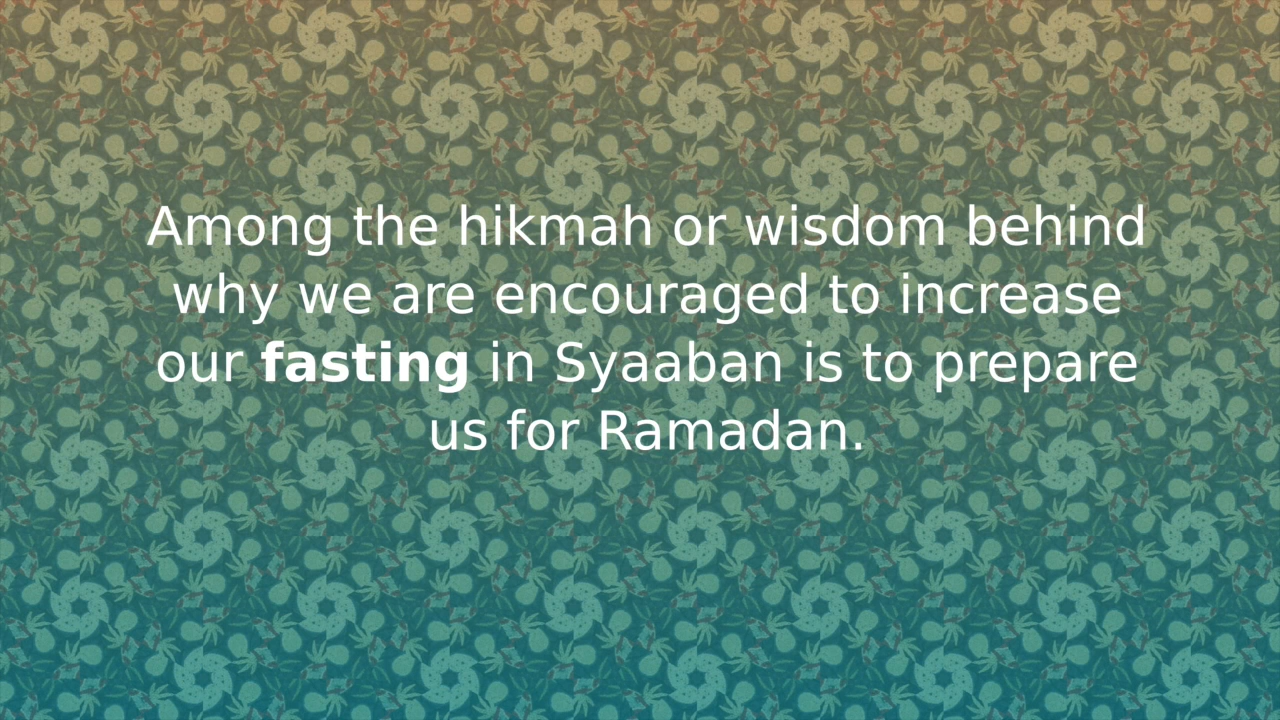 Among the hikmah or wisdom behind
why we are encouraged to increase
our fasting in Syaaban is to prepare
us for Ramadan.